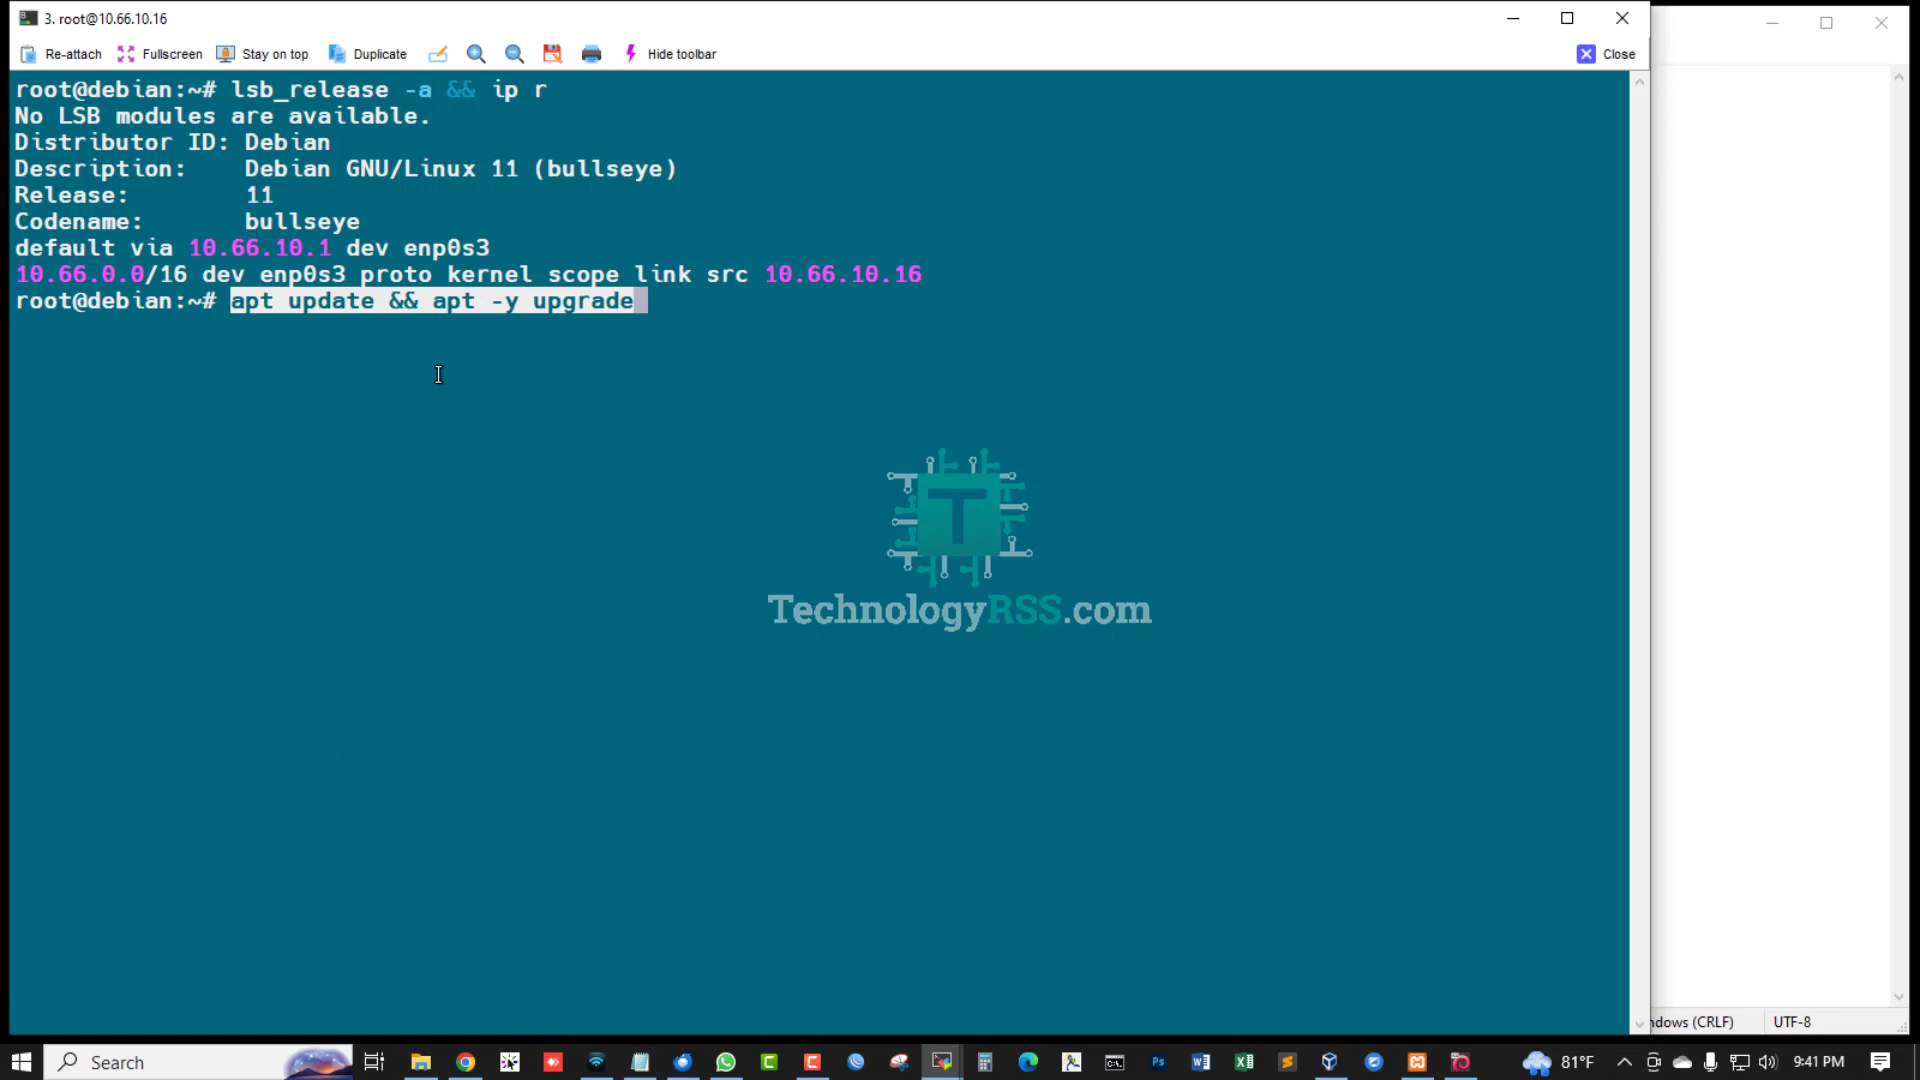 3. root@10.66.10.16
Re-attach Fullscreen Stay on top Duplicate Hide toolbar Close
root@debian:~# lsb_release -a && ip r
No LSB modules are available.
Distributor ID: Debian
Description: Debian GNU/Linux 11 (bullseye)
Release: 11
Codename: bullseye
default via 10.66.10.1 dev enp0s3
10.66.0.0/16 dev enp0s3 proto kernel scope link src 10.66.10.16
root@debian:~# apt update && apt -y upgrade
T
TechnologyRSS.com
ndows (CRLF) UTF-8
Search 81°F 9:41 PM